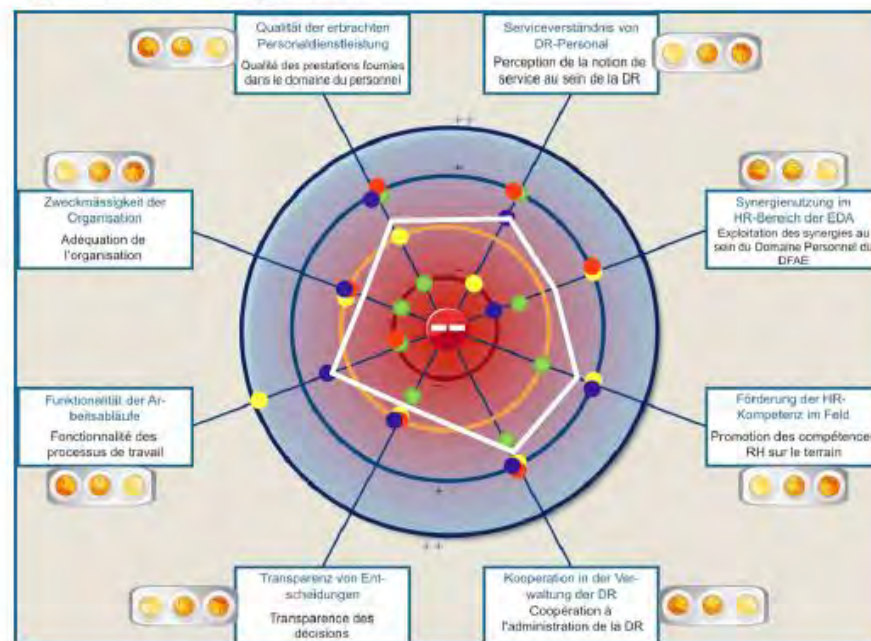 Qualität der erbrachten
Personaldienstleistung
Qualité des prestations fournies
dans le domaine du personnel
Serviceverständnis von
DR-Personal
Perception de la notion de
service au sein de la DR
++
+
Zweckmässigkeit der
Organisation
Adéquation de
l'organisation
Synergienutzung im
HR-Bereich der EDA
Exploitation des synergies au
sein du Domaine Personnel du
DFAE
Funktionalität der Ar-
beitsabläufe
Fonctionnalité des
processus de travail
Förderung der HR-
Kompetenz im Feld
Promotion des compétences
RH sur le terrain
+
++
Transparenz von Ent-
scheidungen
Transparence des
décisions
Kooperation in der Ver-
waltung der DR
Coopération à
l'administration de la DR